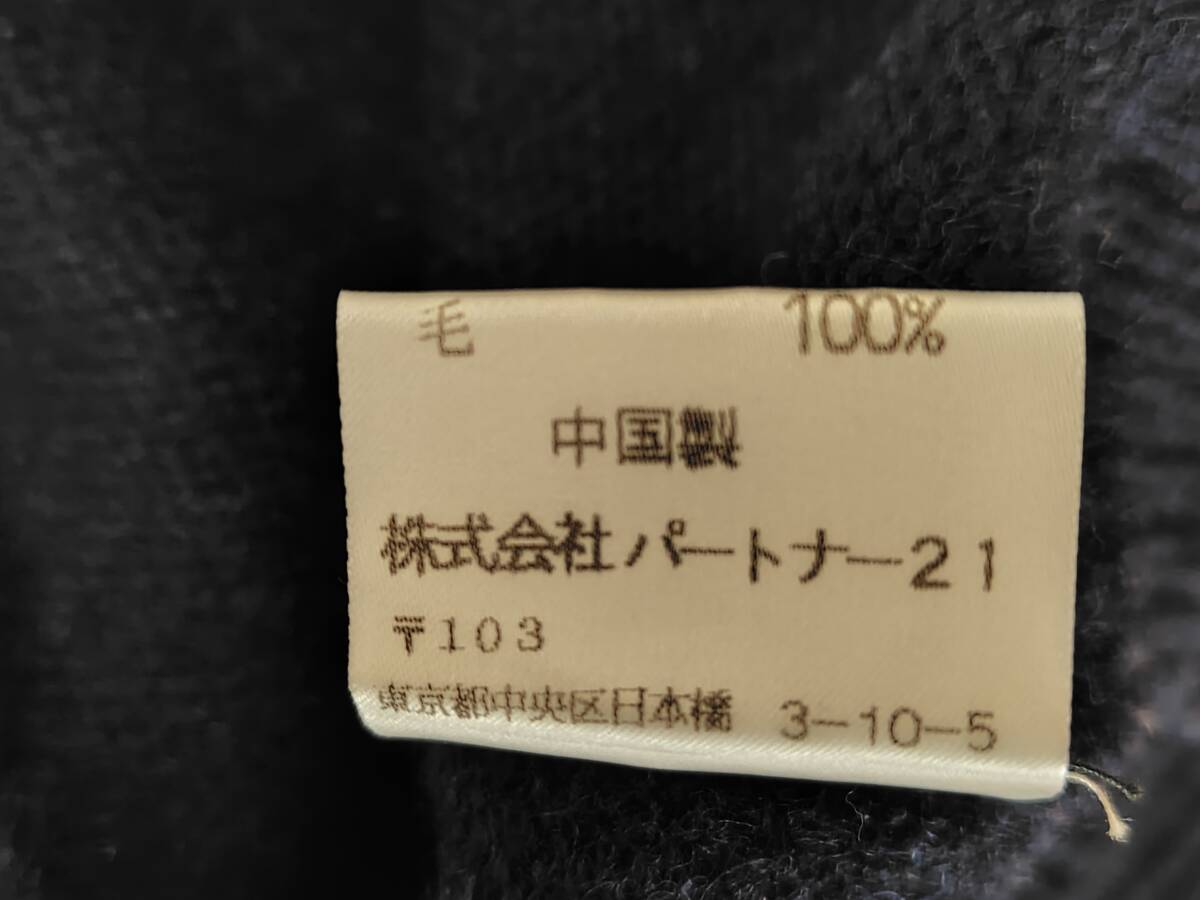 毛 100%
中国製
株式会社パートナー21
〒103
東京都中央区日本橋 3-10-5